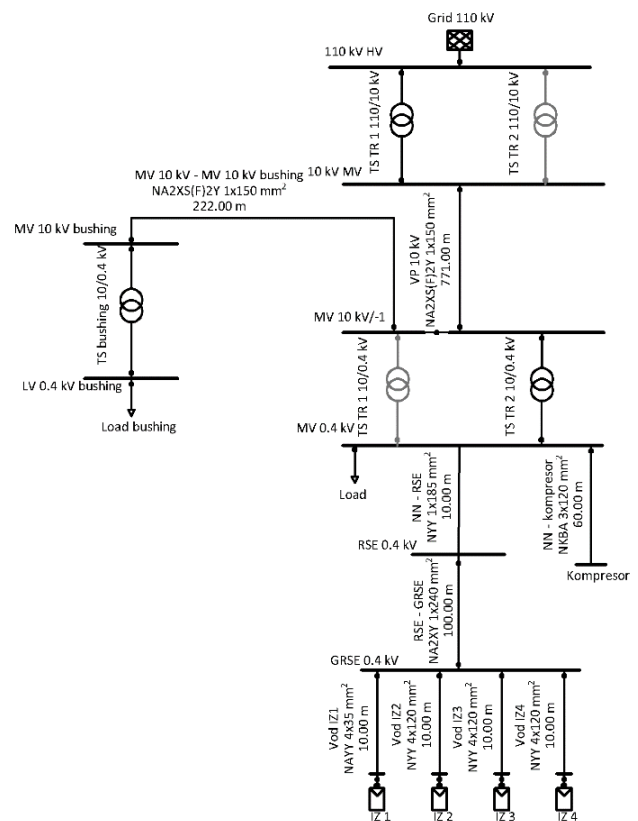 Grid 110 kV
110 kV HV
TS TR 1 110/10 kV
TS TR 2 110/10 kV
10 kV MV
MV 10 kV - MV 10 kV bushing
NA2XS(F)2Y 1x150 mm²
222.00 m
MV 10 kV bushing
TS bushing 10/0.4 kV
LV 0.4 kV bushing
Load bushing
VP 10 kV
NA2XS(F)2Y 1x150 mm²
771.00 m
MV 10 kV/-1
TS TR 1 10/0.4 kV
TS TR 2 10/0.4 kV
MV 0.4 kV
Load
NN - RSE
NYY 1x185 mm²
10.00 m
NN - kompresor
NKBA 3x120 mm²
60.00 m
Kompresor
RSE 0.4 kV
RSE - GRSE
NA2XY 1x240 mm²
100.00 m
GRSE 0.4 kV
Vod IZ1
NAYY 4x35 mm²
10.00 m
Vod IZ2
NYY 4x120 mm²
10.00 m
Vod IZ3
NYY 4x120 mm²
10.00 m
Vod IZ4
NYY 4x120 mm²
10.00 m
IZ 1
IZ 2
IZ 3
IZ 4